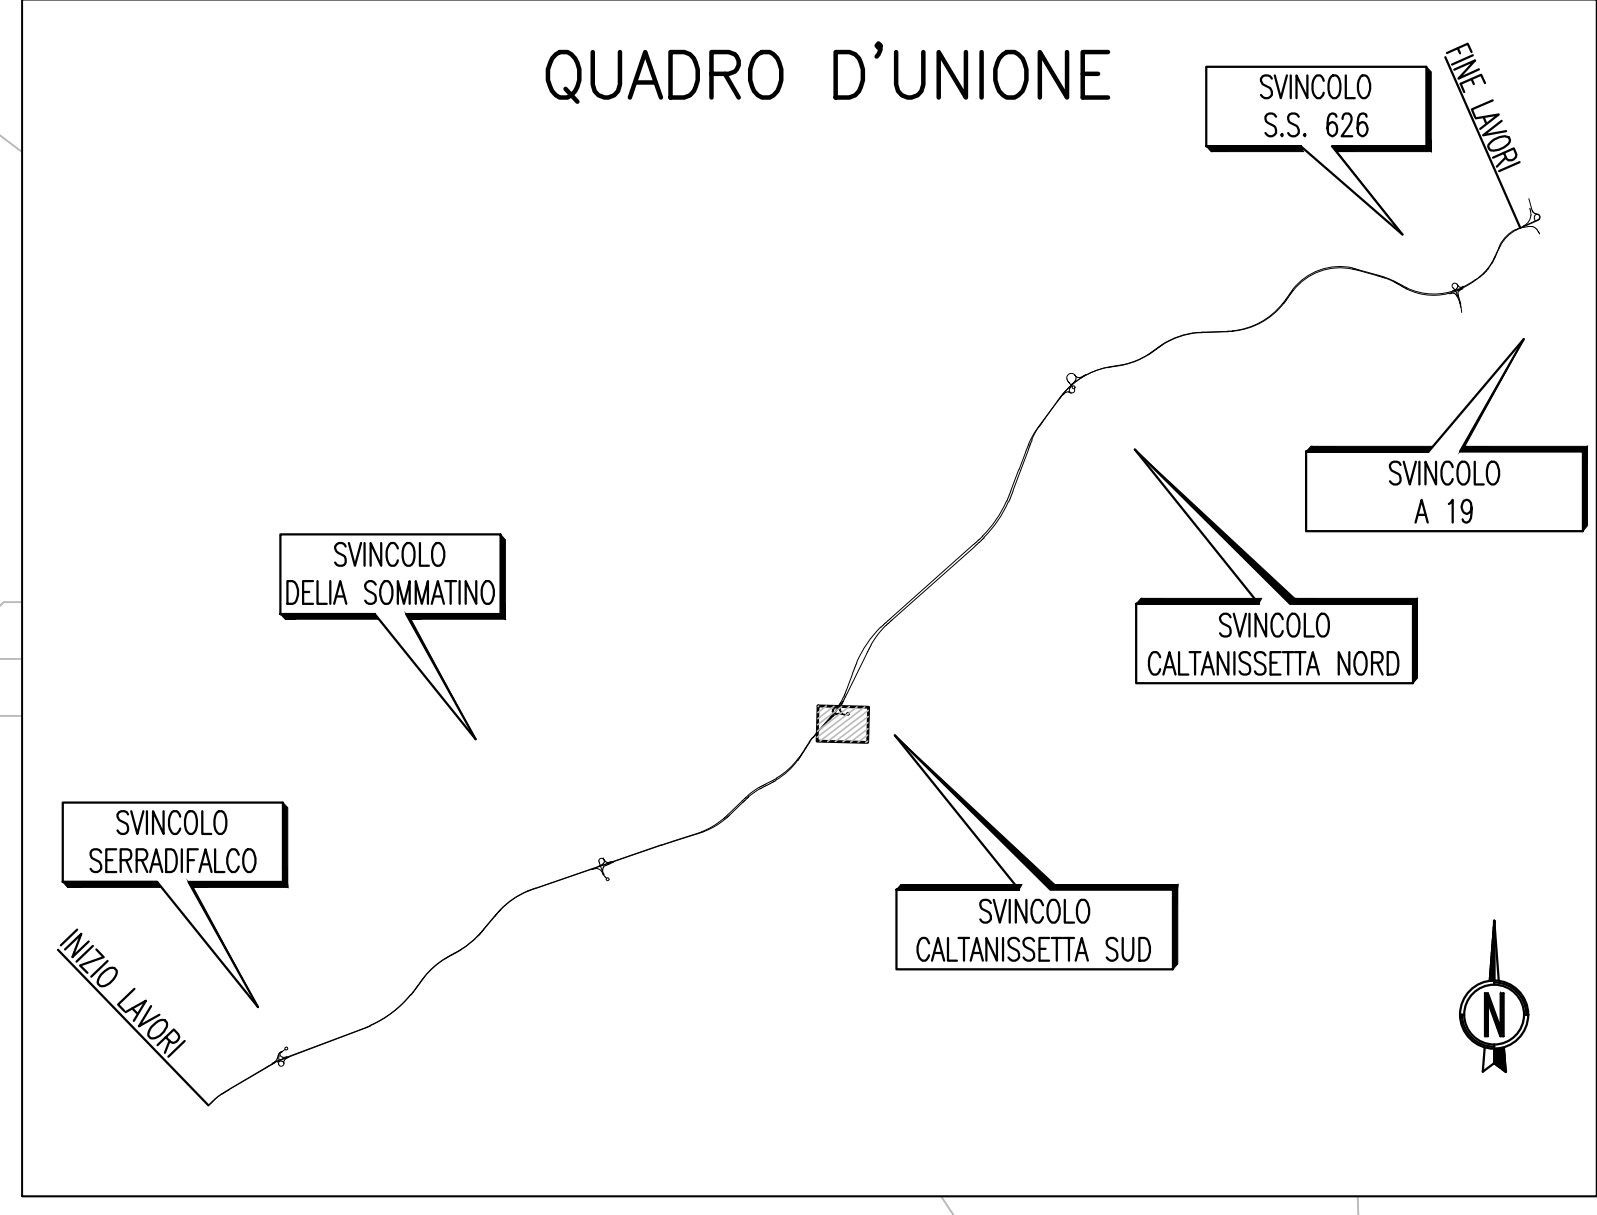 QUADRO D'UNIONE
SVINCOLO
S.S. 626
FINE LAVORI
SVINCOLO
A 19
SVINCOLO
DELIA SOMMATINO
SVINCOLO
CALTANISSETTA NORD
SVINCOLO
SERRADIFALCO
SVINCOLO
CALTANISSETTA SUD
INIZIO LAVORI
N